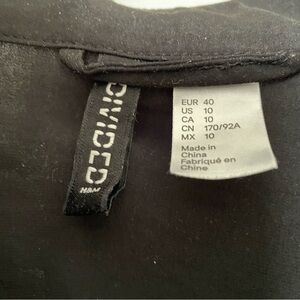 DIVIDED
H&M
EUR 40
US 10
CA 10
CN 170/92A
MX 10
Made in
China
Fabriqué en
Chine